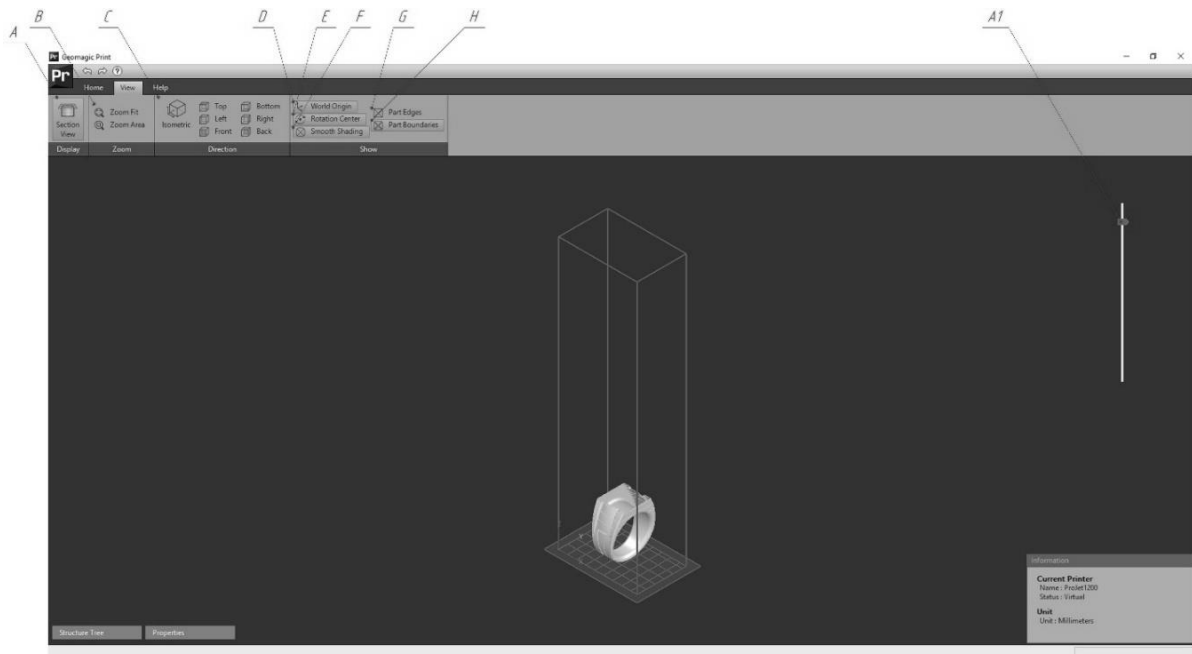 A B C D E F G H A1
Geomagic Print
Pr
Home View Help
Section View
Zoom Fit
Zoom Area
Isometric
Top
Left
Front
Bottom
Right
Back
World Origin
Rotation Center
Smooth Shading
Part Edges
Part Boundaries
Display Zoom Direction Show
Information
Current Printer
Name : ProJet1200
Status : Virtual
Unit
Unit : Millimeters
Structure Tree Properties